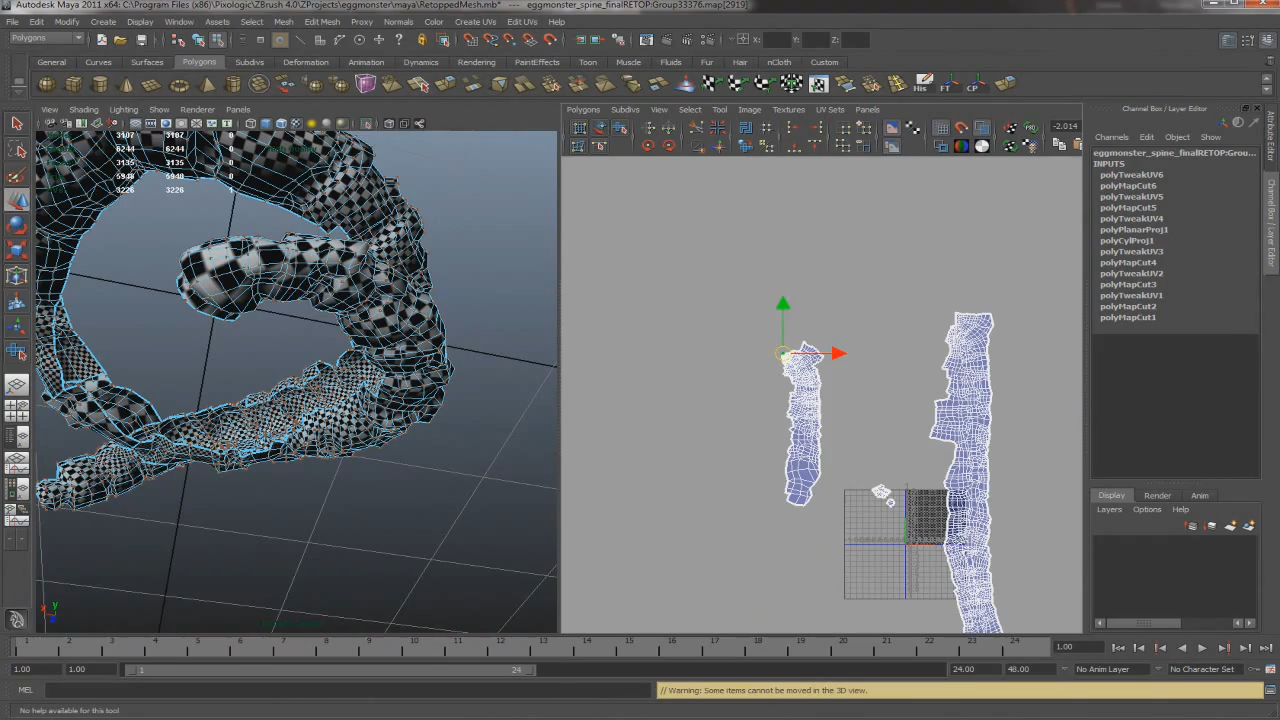 Autodesk Maya 2011 x64: C:\Program Files (x86)\Pixologic\ZBrush 4.0\ZProjects\eggmonster\maya\RetoppedMesh.mb* --- eggmonster_spine_finalRETOP:Group33376.map[2919]
File Edit Modify Create Display Window Assets Select Mesh Edit Mesh Proxy Normals Color Create UVs Edit UVs Help
Polygons X: Y: Z:
General Curves Surfaces Polygons Subdivs Deformation Animation Dynamics Rendering PaintEffects Toon Muscle Fluids Fur Hair nCloth Custom
His FT CP
View Shading Lighting Show Renderer Panels
Polygons Subdivs View Select Tool Image Textures UV Sets Panels
-2.014
3107 3107 0
6244 6244 0
3135 3135 0
5948 5948 0
3226 3226 1
Channel Box / Layer Editor
Channels Edit Object Show
eggmonster_spine_finalRETOP:Grou...
INPUTS
polyTweakUV6
polyMapCut6
polyTweakUV5
polyMapCut5
polyTweakUV4
polyPlanarProj1
polyCylProj1
polyTweakUV3
polyMapCut4
polyTweakUV2
polyMapCut3
polyTweakUV1
polyMapCut2
polyMapCut1
Attribute Editor
Channel Box / Layer Editor
Display Render Anim
Layers Options Help
y
x
1 2 3 4 5 6 7 8 9 10 11 12 13 14 15 16 17 18 19 20 21 22 23 24
1.00
1.00 1.00 1 24 24.00 48.00 No Anim Layer No Character Set
MEL // Warning: Some items cannot be moved in the 3D view.
No help available for this tool